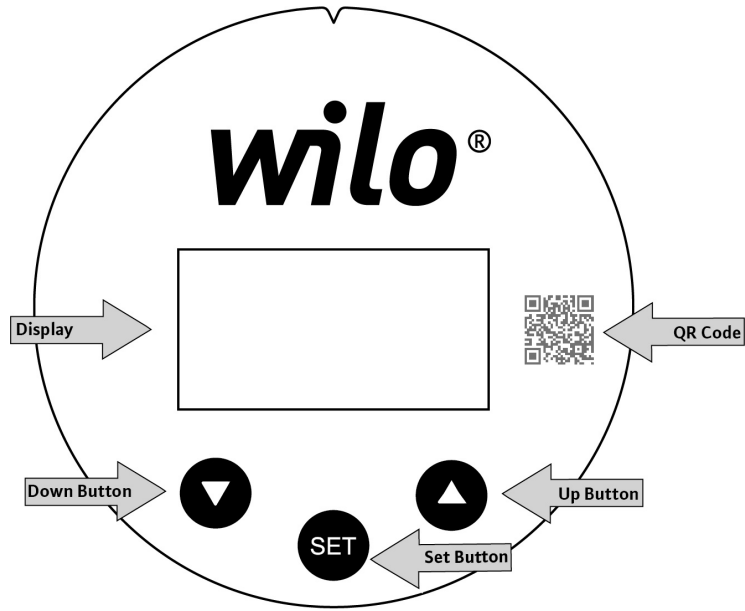 wilo®
Display
QR Code
Down Button
Up Button
SET
Set Button